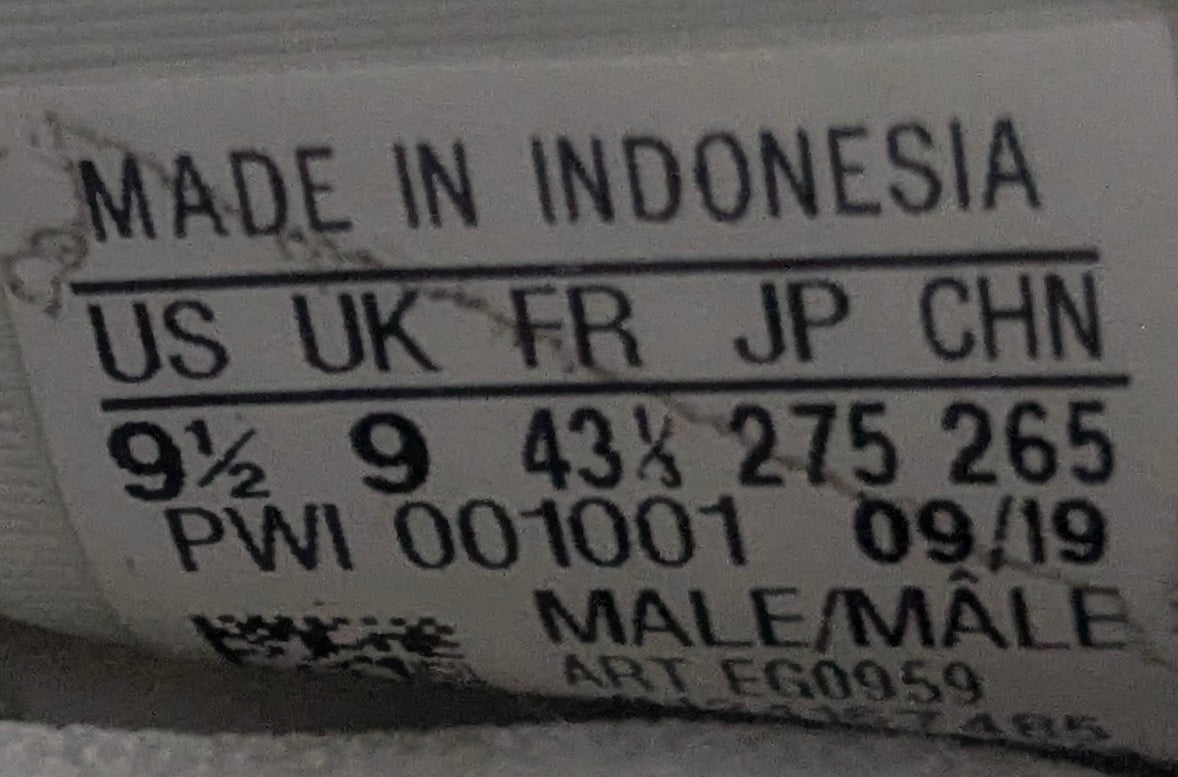 MADE IN INDONESIA
US UK FR JP CHN
9½ 9 43⅓ 275 265
PWI 001001 09/19
MALE/MÂLE
ART EG0959